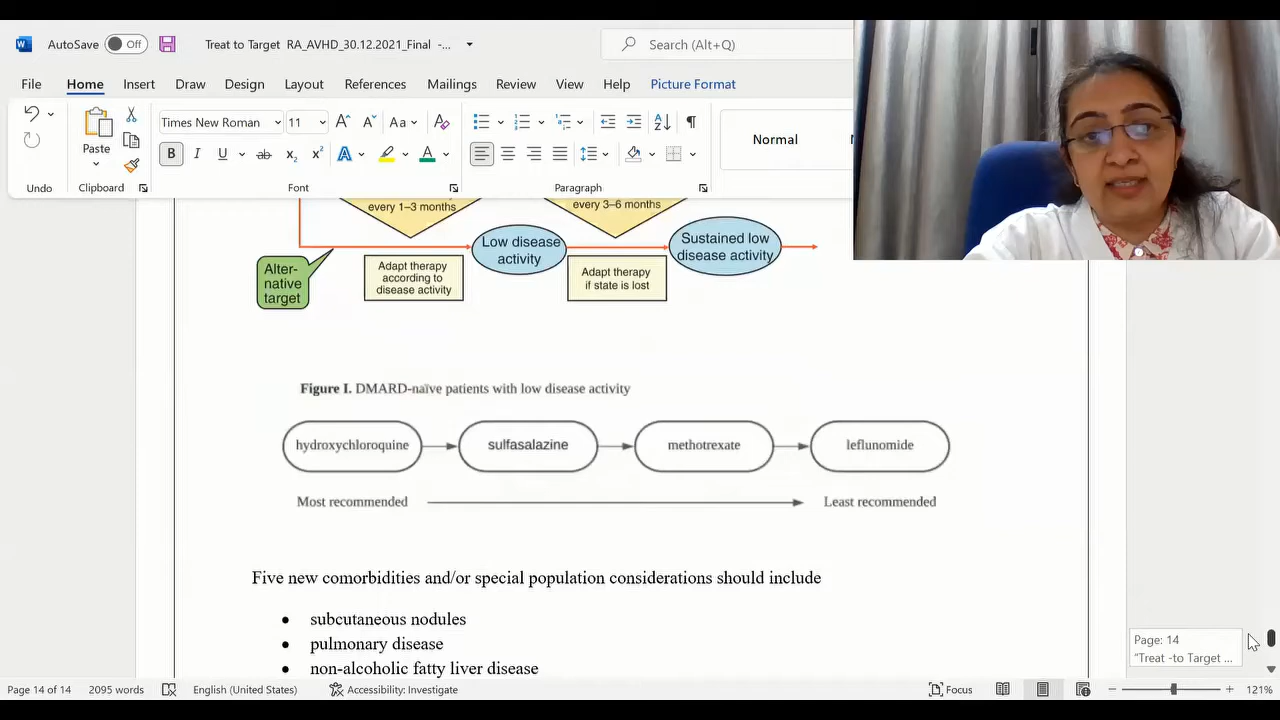 AutoSave Off Treat to Target RA_AVHD_30.12.2021_Final -... Search (Alt+Q)
File Home Insert Draw Design Layout References Mailings Review View Help Picture Format
Times New Roman 11 Aa
Paste Normal
B I U ab x₂ x² A A
Undo Clipboard Font Paragraph
every 1–3 months every 3–6 months
Low disease activity
Sustained low disease activity
Alter-
native
target
Adapt therapy
according to
disease activity
Adapt therapy
if state is lost
Figure I. DMARD-naïve patients with low disease activity
hydroxychloroquine sulfasalazine methotrexate leflunomide
Most recommended Least recommended
Five new comorbidities and/or special population considerations should include
• subcutaneous nodules
• pulmonary disease
• non-alcoholic fatty liver disease
Page: 14
"Treat -to Target ...
Page 14 of 14 2095 words English (United States) Accessibility: Investigate Focus 121%